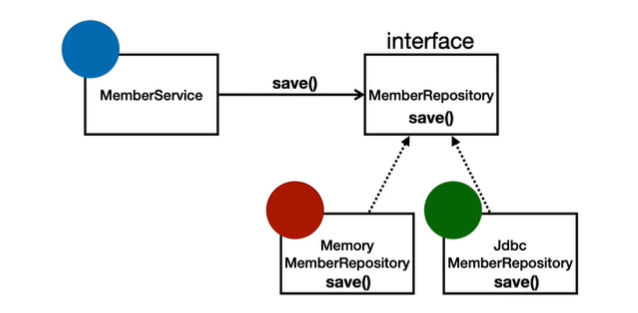 interface
MemberService
save()
MemberRepository
save()
Memory
MemberRepository
save()
Jdbc
MemberRepository
save()